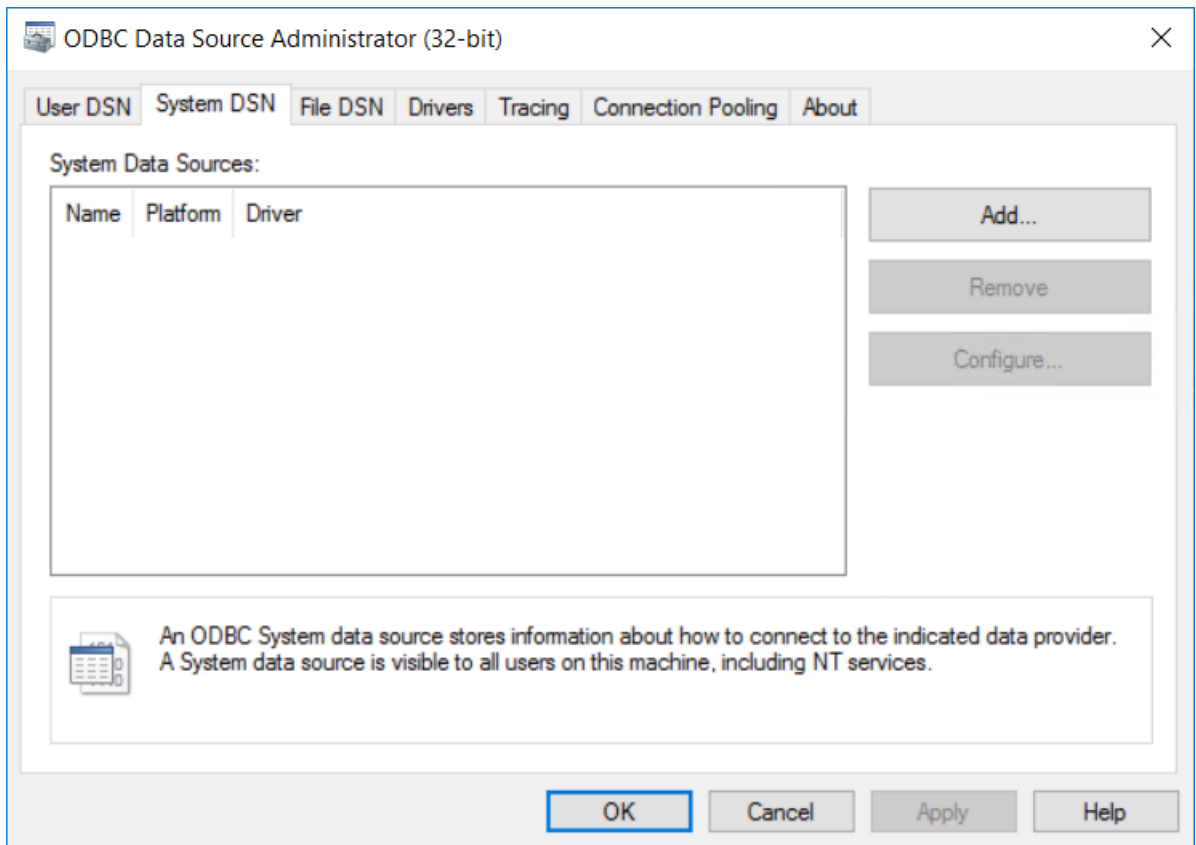 ODBC Data Source Administrator (32-bit)
User DSN System DSN File DSN Drivers Tracing Connection Pooling About
System Data Sources:
Name Platform Driver
Add...
Remove
Configure...
An ODBC System data source stores information about how to connect to the indicated data provider.
A System data source is visible to all users on this machine, including NT services.
OK Cancel Apply Help